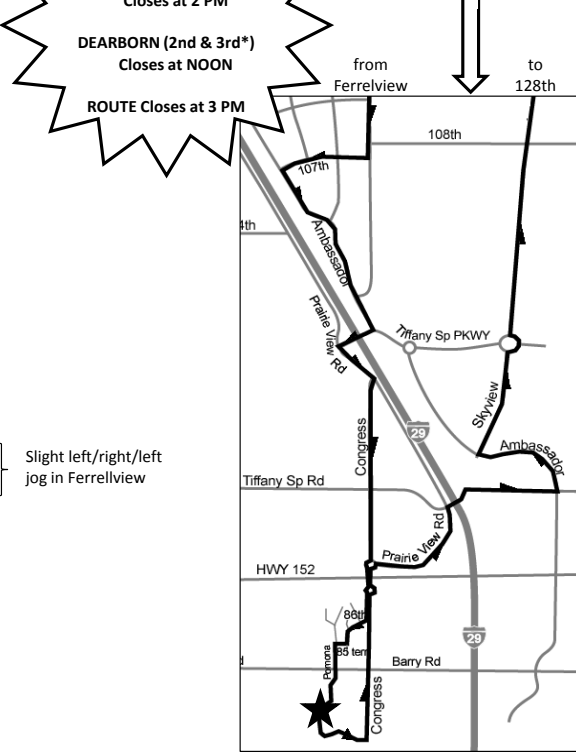 Closes at 2 PM
DEARBORN (2nd & 3rd*)
Closes at NOON
ROUTE Closes at 3 PM
from
Ferrelview
to
128th
108th
107th
4th
Ambassador
Prairie View Rd
Tiffany Sp PKWY
Skyview
29
Congress
Ambassador
Slight left/right/left
jog in Ferrellview
Tiffany Sp Rd
Prairie View Rd
HWY 152
86th
29
85 terr
Pomona
Barry Rd
d
Congress